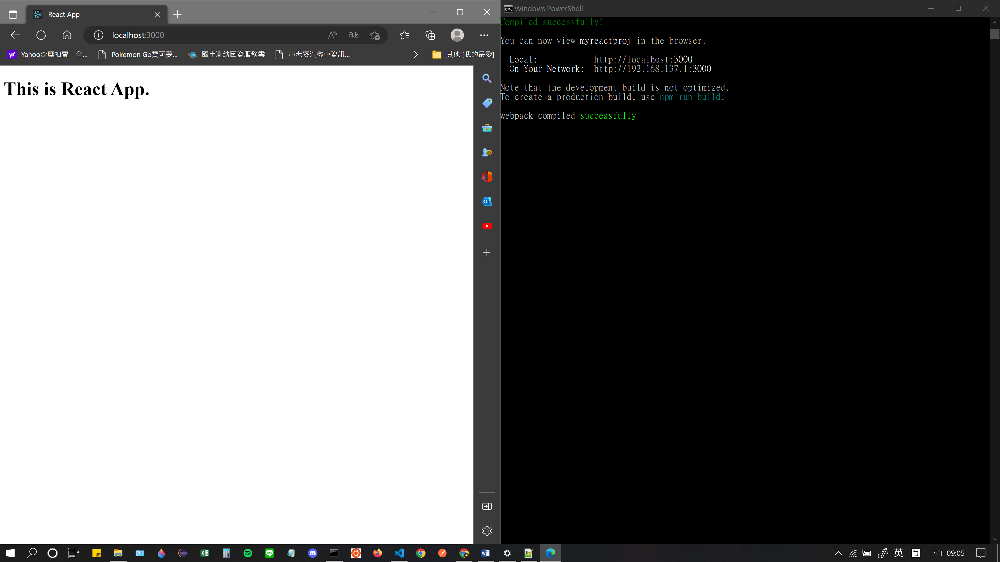 React App
localhost:3000
Yahoo奇摩拍賣 - 全...
Pokemon Go寶可夢...
國土測繪圖資服務雲
小老婆汽機車資訊...
其他 [我的最愛]
This is React App.
Windows PowerShell
Compiled successfully!
You can now view myreactproj in the browser.
Local: http://localhost:3000
On Your Network: http://192.168.137.1:3000
Note that the development build is not optimized.
To create a production build, use npm run build.
webpack compiled successfully
英
下午 09:05